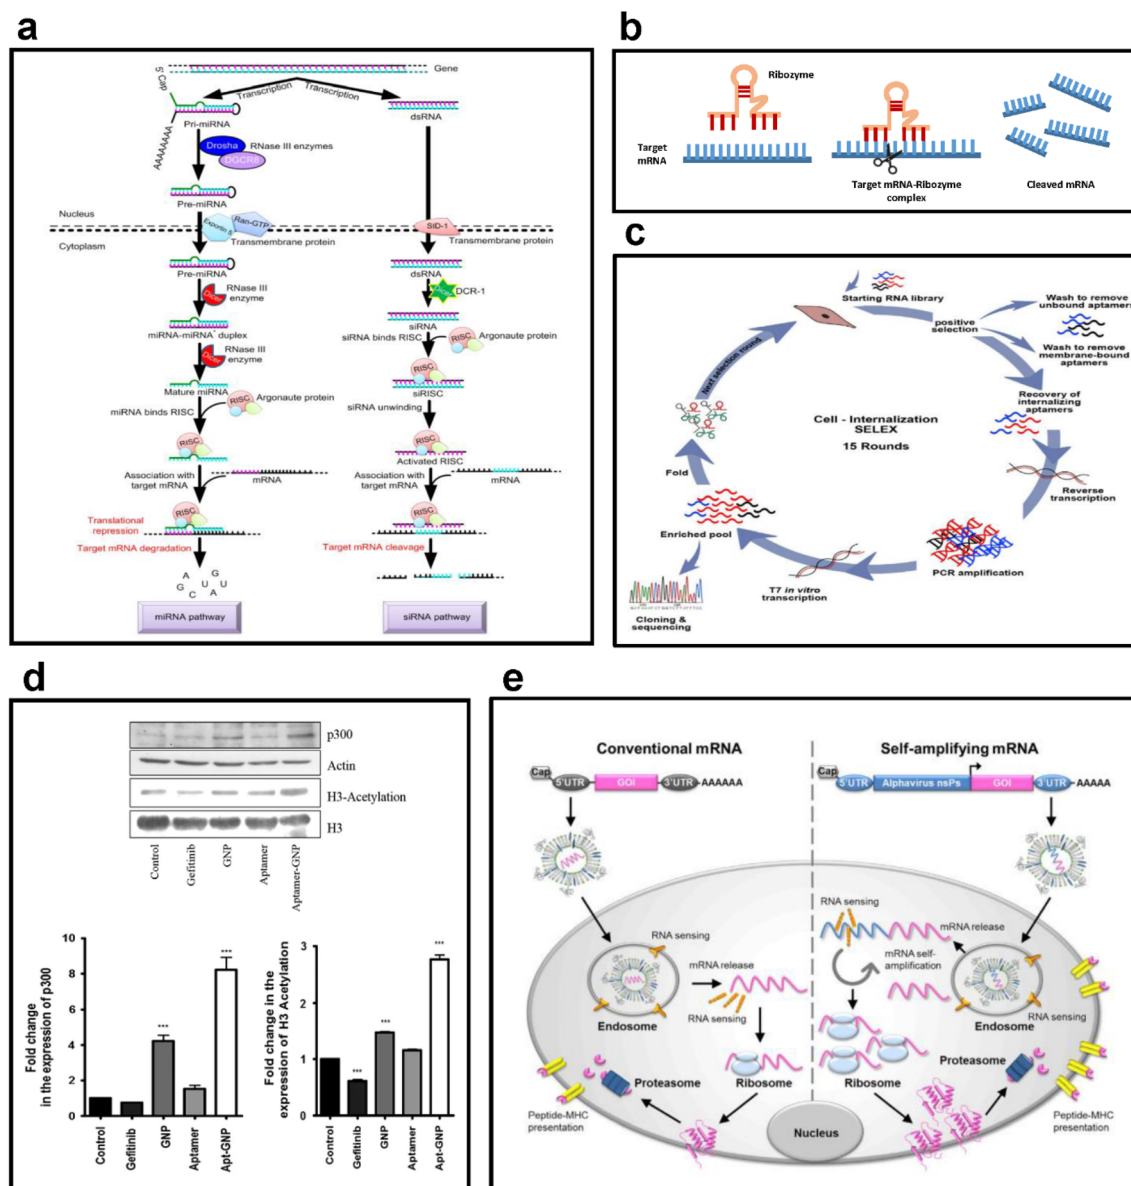 a
Gene
5' Cap
Transcription
Transcription
Pri-miRNA
dsRNA
AAAAAAAA
Drosha
RNase III enzymes
DGCR8
Pre-miRNA
Nucleus
Exportin 5
Ran-GTP
SID-1
Transmembrane protein
Transmembrane protein
Cytoplasm
Pre-miRNA
dsRNA
Dicer
RNase III
enzyme
Dicer
DCR-1
miRNA-miRNA* duplex
siRNA
siRNA binds RISC
RISC
Argonaute protein
Dicer
RNase III
enzyme
Mature miRNA
RISC
siRISC
miRNA binds RISC
RISC
Argonaute protein
siRNA unwinding
RISC
RISC
Activated RISC
Association with
target mRNA
mRNA
Association with
target mRNA
mRNA
Translational
repression
RISC
RISC
Target mRNA degradation
Target mRNA cleavage
A
G
G
C
U
A
U
miRNA pathway
siRNA pathway
b
Ribozyme
Target
mRNA
Target mRNA-Ribozyme
complex
Cleaved mRNA
c
Starting RNA library
positive
selection
Wash to remove
unbound aptamers
Wash to remove
membrane-bound
aptamers
Recovery of
internalizing
aptamers
Reverse
transcription
PCR amplification
T7 in vitro
transcription
Enriched pool
Cloning &
sequencing
Fold
Next selection round
Cell - Internalization
SELEX
15 Rounds
d
p300
Actin
H3-Acetylation
H3
Control
Gefitinib
GNP
Aptamer
Aptamer-GNP
Fold change
in the expression of p300
10
8
6
4
2
0
***
***
Control
Gefitinib
GNP
Aptamer
Apt-GNP
Fold change in the
expression of H3 Acetylation
3
2
1
0
***
***
***
Control
Gefitinib
GNP
Aptamer
Apt-GNP
e
Conventional mRNA
Cap
5'UTR
GOI
3'UTR
AAAAAA
Self-amplifying mRNA
Cap
5'UTR
Alphavirus nsPs
GOI
3'UTR
AAAAA
RNA sensing
mRNA release
RNA sensing
Endosome
Proteasome
Ribosome
Peptide-MHC
presentation
RNA sensing
mRNA release
mRNA self-
amplification
RNA sensing
Endosome
Proteasome
Ribosome
Peptide-MHC
presentation
Nucleus